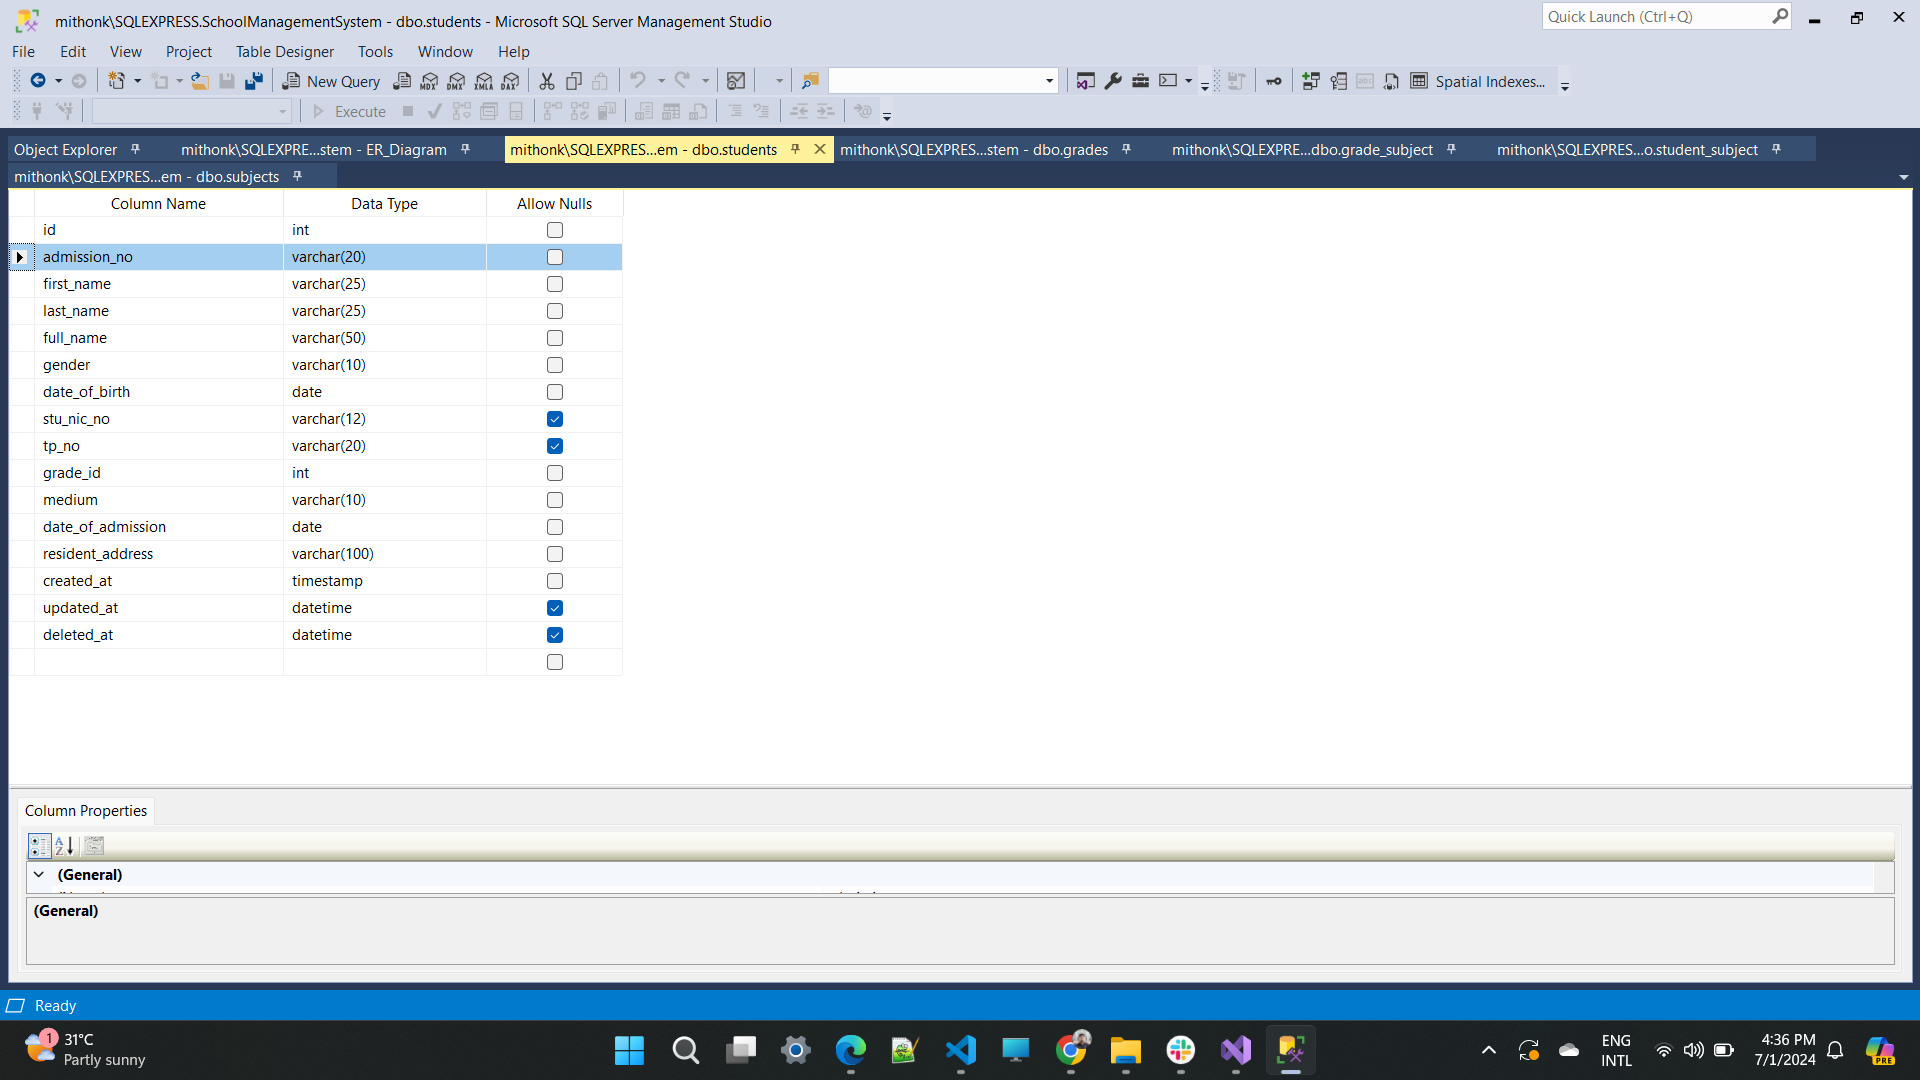 mithonk\SQLEXPRESS.SchoolManagementSystem - dbo.students - Microsoft SQL Server Management Studio
Quick Launch (Ctrl+Q)
File Edit View Project Table Designer Tools Window Help
New Query MDX DMX XMLA DAX Spatial Indexes...
Execute
Object Explorer mithonk\SQLEXPRE...stem - ER_Diagram mithonk\SQLEXPRES...em - dbo.students mithonk\SQLEXPRES...stem - dbo.grades mithonk\SQLEXPRE...dbo.grade_subject mithonk\SQLEXPRES...o.student_subject
mithonk\SQLEXPRES...em - dbo.subjects
Column Name Data Type Allow Nulls
id int
admission_no varchar(20)
first_name varchar(25)
last_name varchar(25)
full_name varchar(50)
gender varchar(10)
date_of_birth date
stu_nic_no varchar(12)
tp_no varchar(20)
grade_id int
medium varchar(10)
date_of_admission date
resident_address varchar(100)
created_at timestamp
updated_at datetime
deleted_at datetime
Column Properties
(General)
(General)
Ready
1 31°C
Partly sunny
ENG
INTL
4:36 PM
7/1/2024
PRE